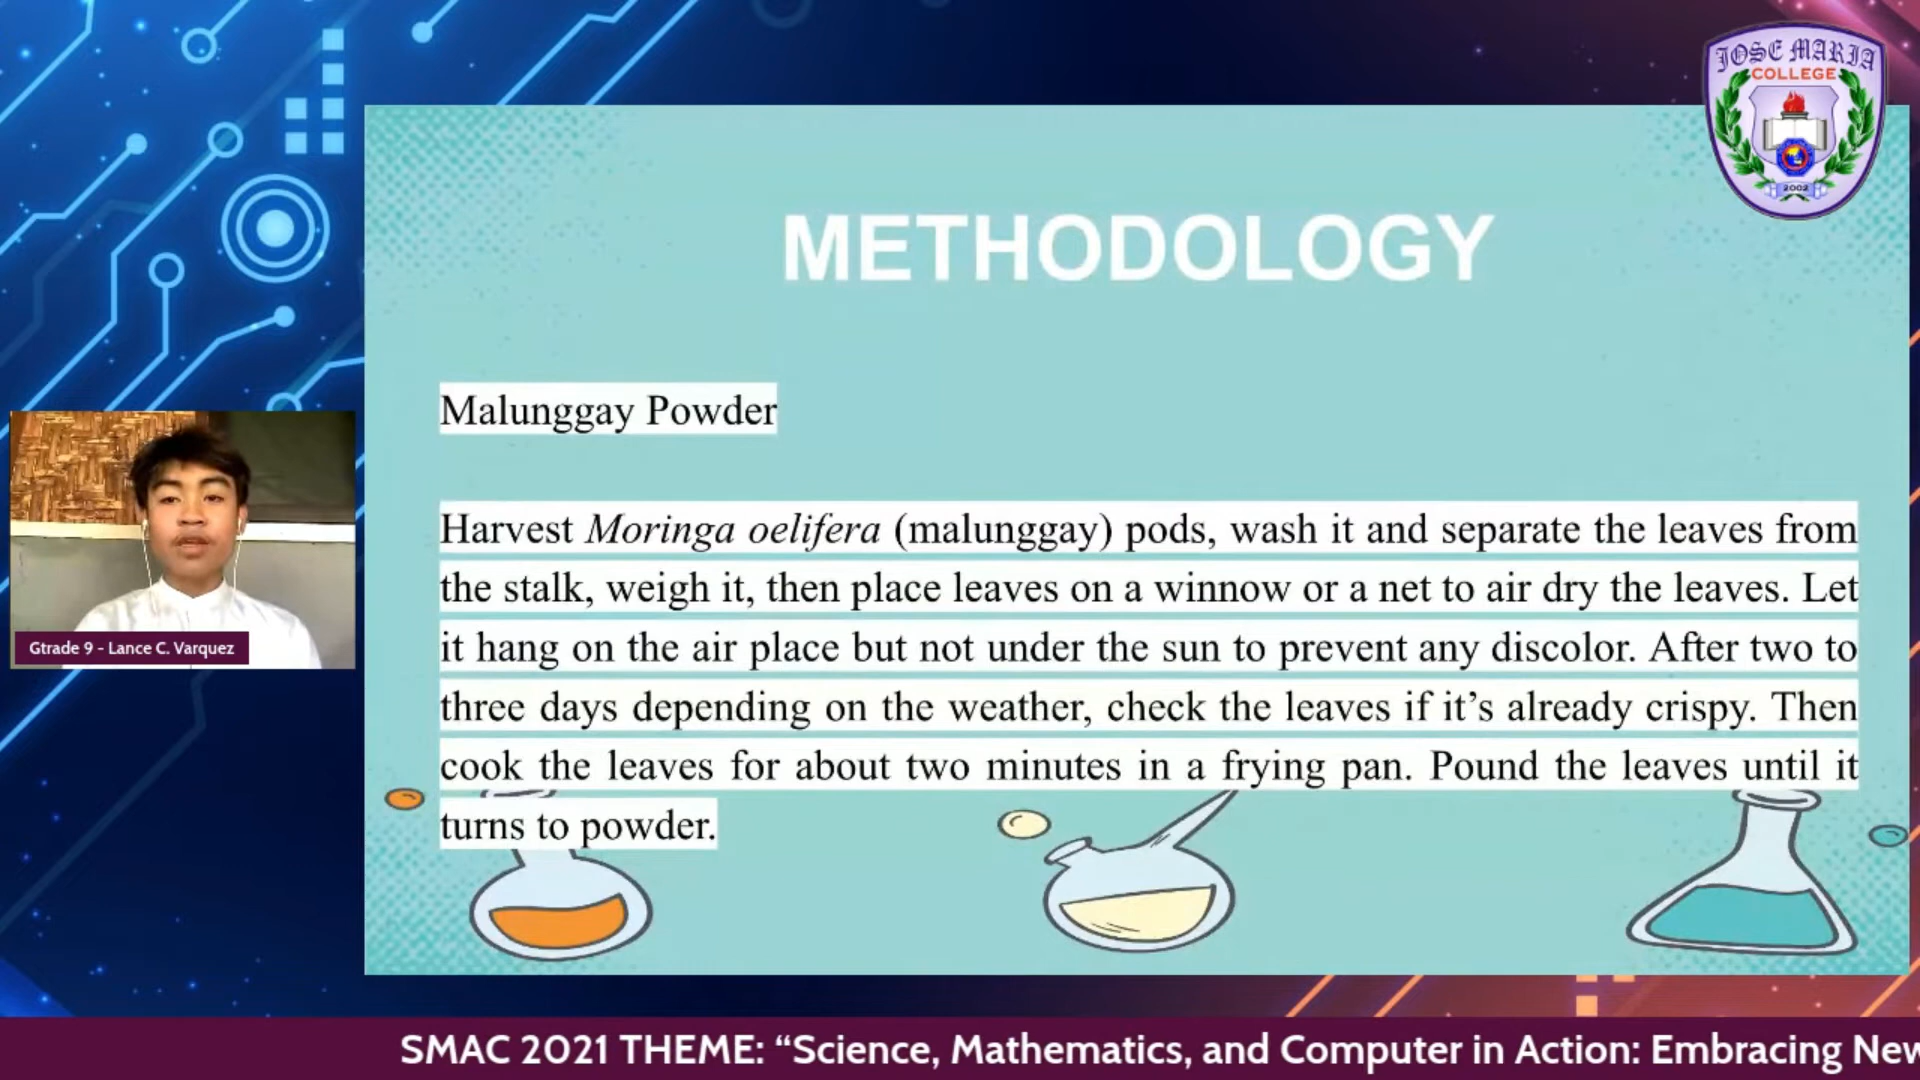 JOSE MARIA
COLLEGE
2002
METHODOLOGY
Malunggay Powder
Harvest Moringa oelifera (malunggay) pods, wash it and separate the leaves from
the stalk, weigh it, then place leaves on a winnow or a net to air dry the leaves. Let
it hang on the air place but not under the sun to prevent any discolor. After two to
three days depending on the weather, check the leaves if it’s already crispy. Then
cook the leaves for about two minutes in a frying pan. Pound the leaves until it
turns to powder.
Gtrade 9 - Lance C. Varquez
SMAC 2021 THEME: “Science, Mathematics, and Computer in Action: Embracing New